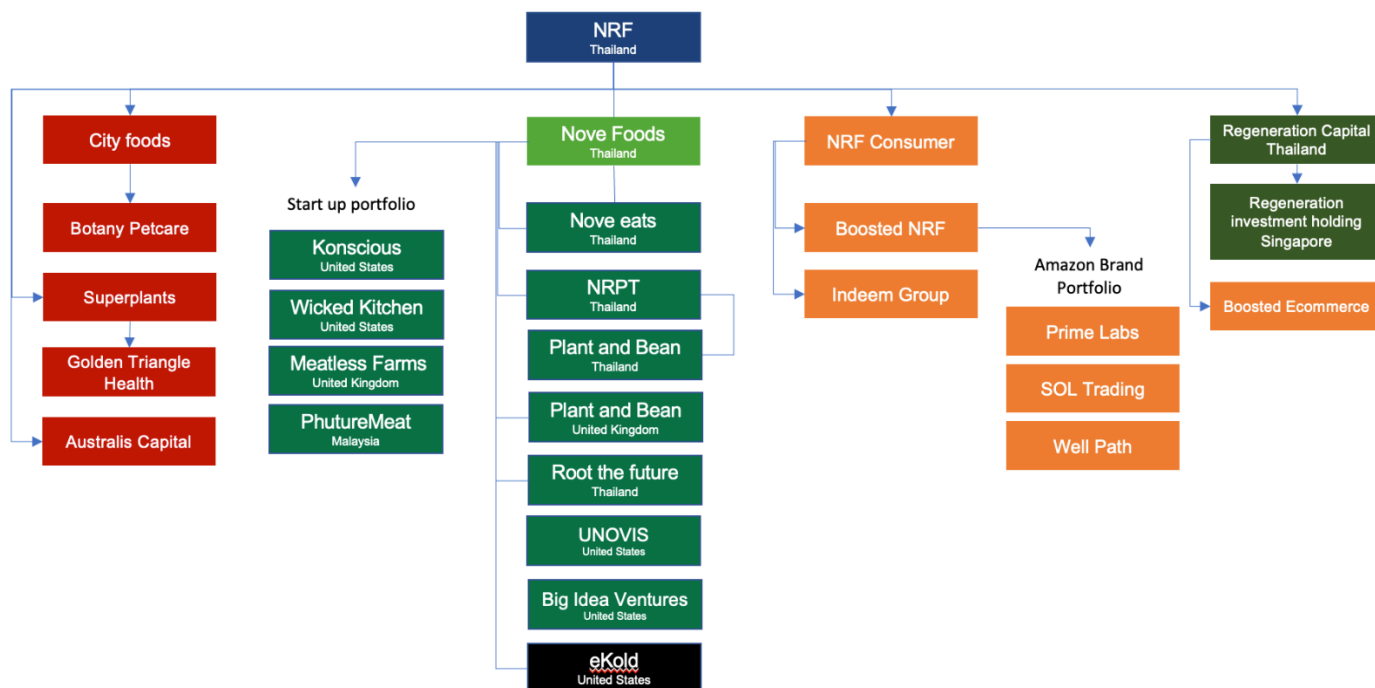 NRF
Thailand
City foods
Botany Petcare
Superplants
Golden Triangle
Health
Australis Capital
Start up portfolio
Konscious
United States
Wicked Kitchen
United States
Meatless Farms
United Kingdom
PhutureMeat
Malaysia
Nove Foods
Thailand
Nove eats
Thailand
NRPT
Thailand
Plant and Bean
Thailand
Plant and Bean
United Kingdom
Root the future
Thailand
UNOVIS
United States
Big Idea Ventures
United States
eKold
United States
NRF Consumer
Boosted NRF
Indeem Group
Amazon Brand
Portfolio
Prime Labs
SOL Trading
Well Path
Regeneration Capital
Thailand
Regeneration
investment holding
Singapore
Boosted Ecommerce